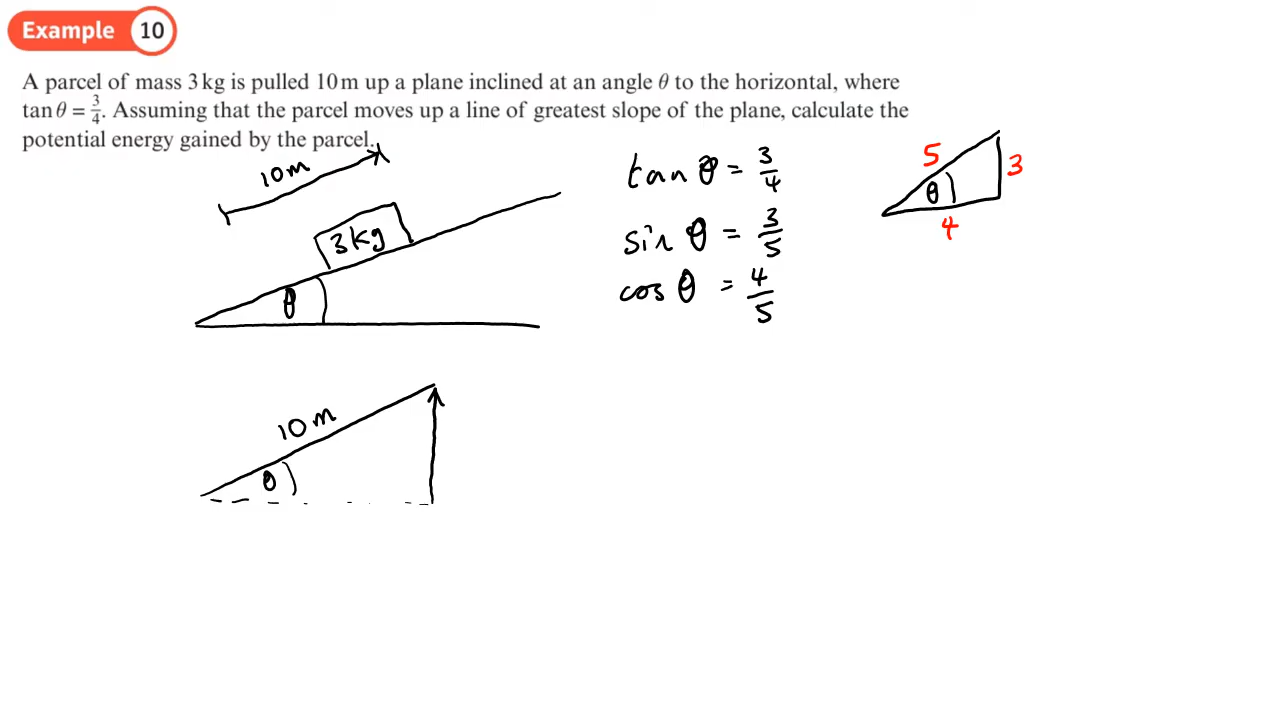 Example 10
A parcel of mass 3 kg is pulled 10 m up a plane inclined at an angle θ to the horizontal, where
tan θ = 3/4. Assuming that the parcel moves up a line of greatest slope of the plane, calculate the
potential energy gained by the parcel.
10m
3kg
θ
tan θ = 3/4
sin θ = 3/5
cos θ = 4/5
5
3
θ
4
10m
θ